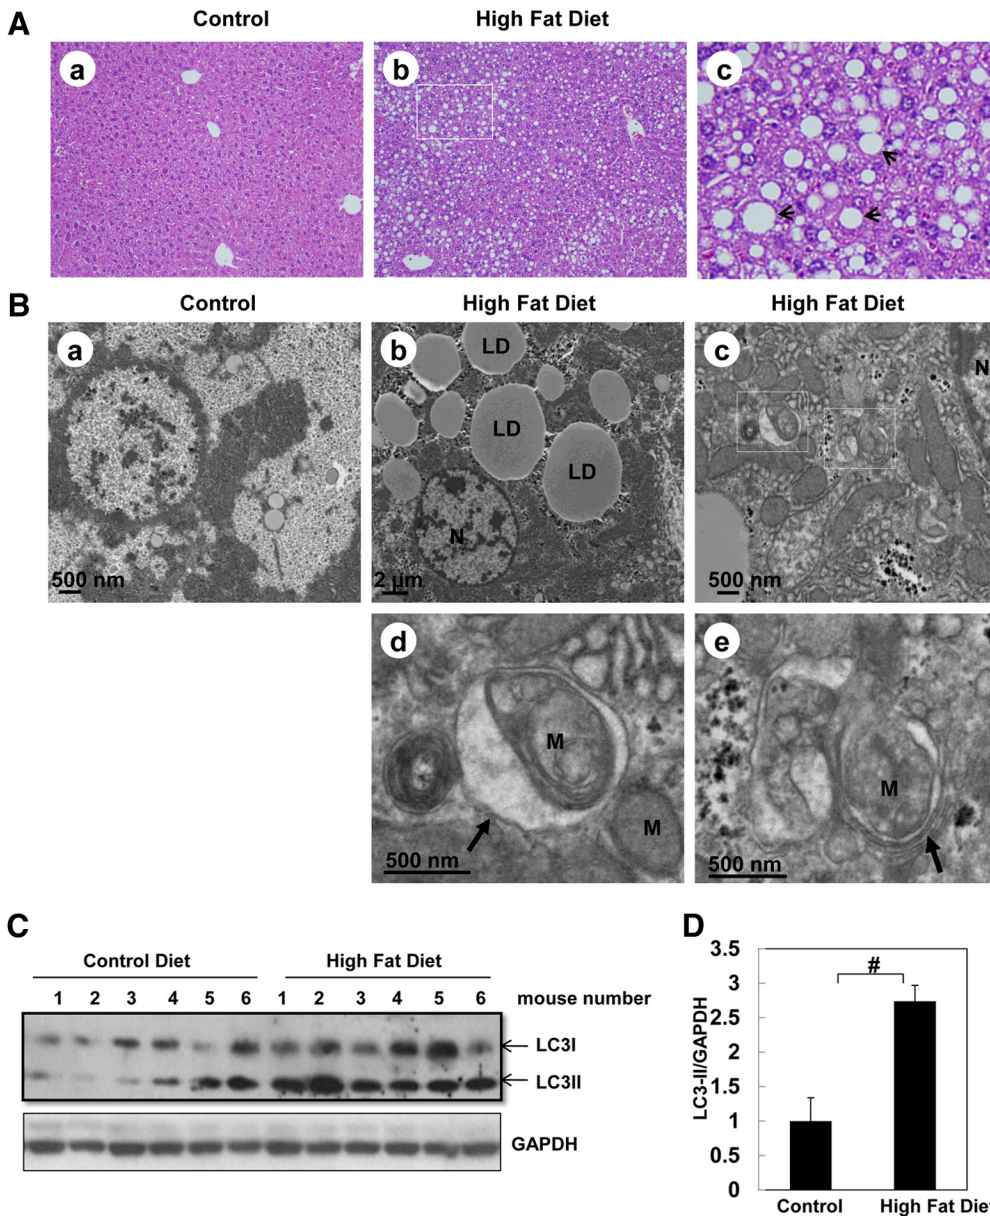 A
Control
High Fat Diet
a
b
c
B
Control
High Fat Diet
High Fat Diet
a
500 nm
b
LD
LD
LD
N
2 µm
c
N
500 nm
d
M
M
500 nm
e
M
500 nm
C
Control Diet
High Fat Diet
1 2 3 4 5 6 1 2 3 4 5 6 mouse number
LC3I
LC3II
GAPDH
D
LC3-II/GAPDH
3.5
3
2.5
2
1.5
1
0.5
0
#
Control
High Fat Diet